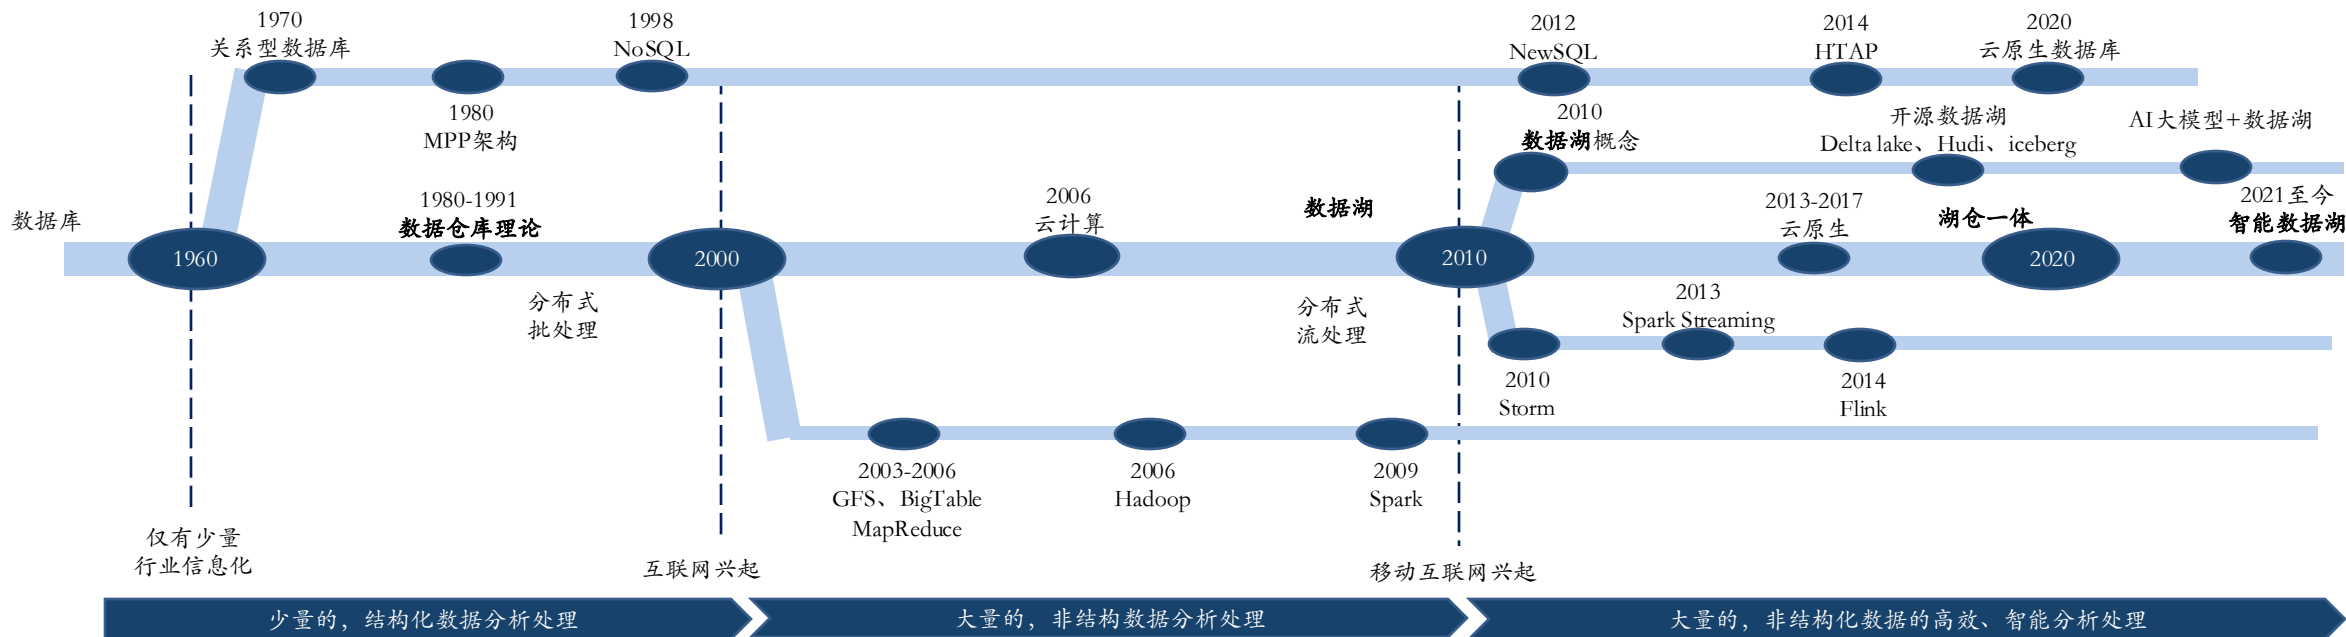 1970
关系型数据库
1998
NoSQL
2012
NewSQL
2014
HTAP
2020
云原生数据库
1980
MPP架构
2010
数据湖概念
开源数据湖
Delta lake、Hudi、iceberg
AI大模型+数据湖
数据库
1960
1980-1991
数据仓库理论
2000
2006
云计算
数据湖
2010
2013-2017
云原生
湖仓一体
2020
2021至今
智能数据湖
分布式
批处理
分布式
流处理
2013
Spark Streaming
2010
Storm
2014
Flink
2003-2006
GFS、BigTable
MapReduce
2006
Hadoop
2009
Spark
仅有少量
行业信息化
互联网兴起
移动互联网兴起
少量的，结构化数据分析处理
大量的，非结构数据分析处理
大量的，非结构化数据的高效、智能分析处理